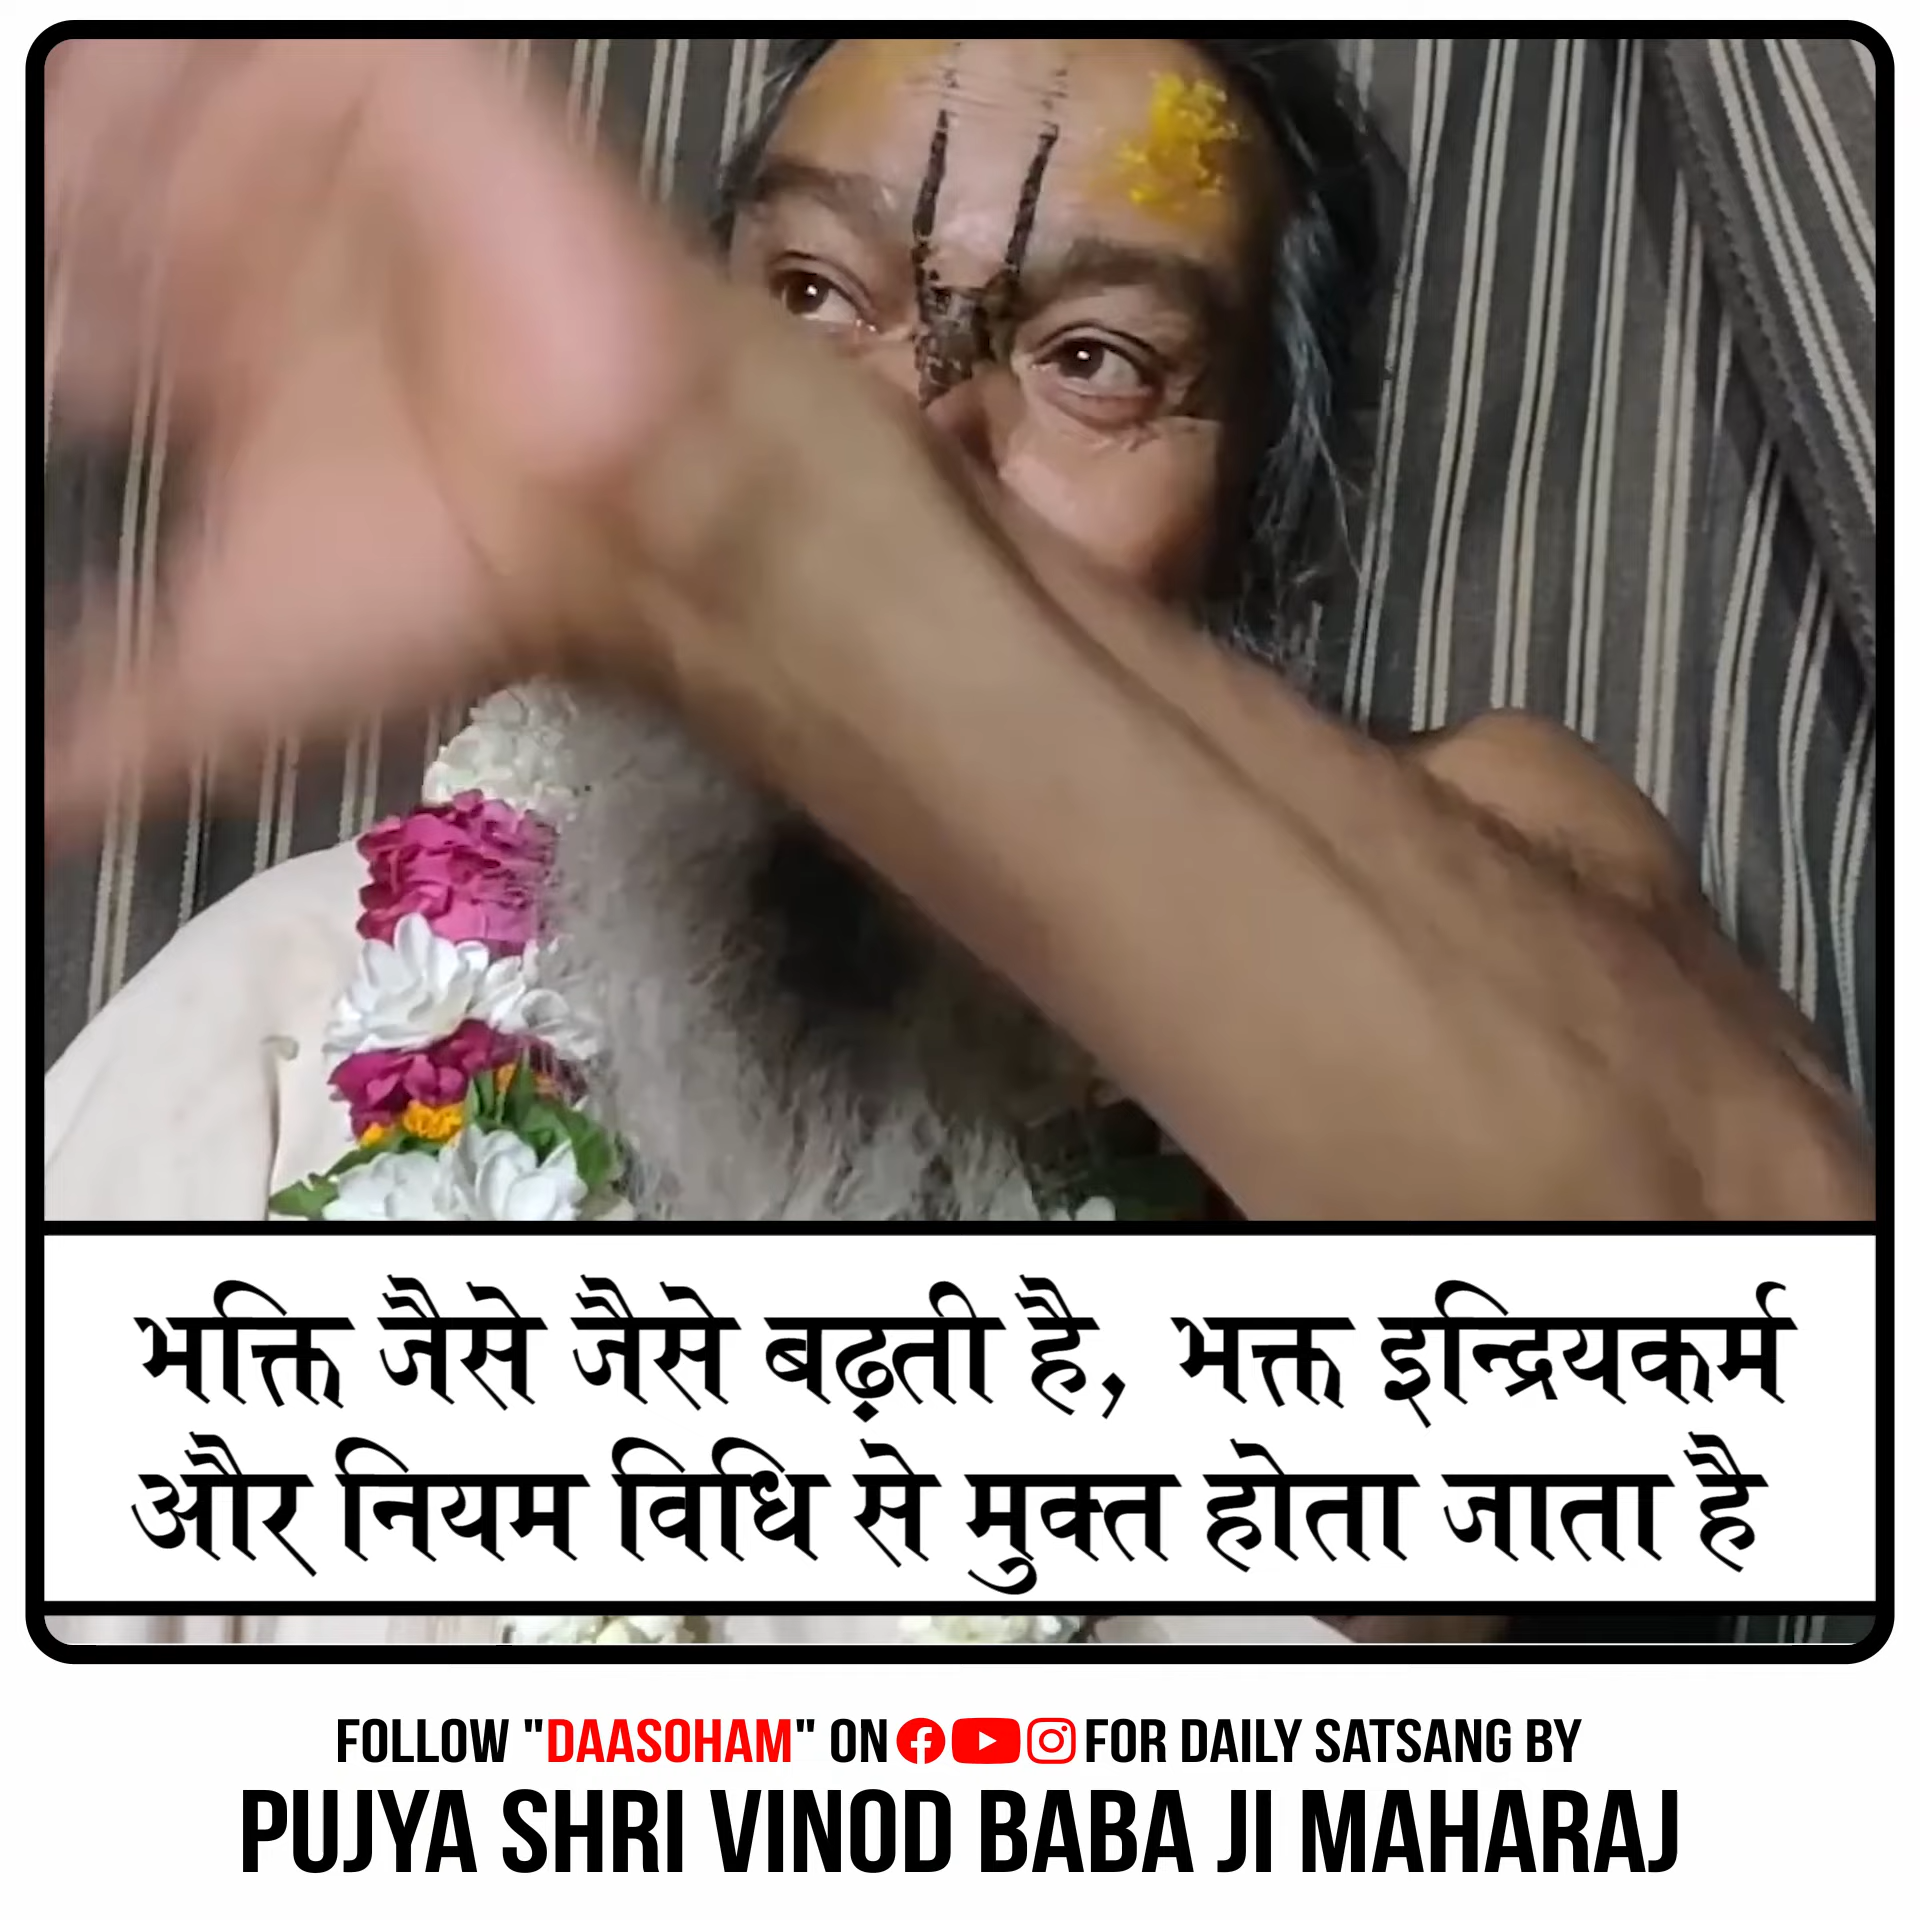 भक्ति जैसे जैसे बढ़ती है, भक्त इन्द्रियकर्म
और नियम विधि से मुक्त होता जाता है
FOLLOW "DAASOHAM" ON FOR DAILY SATSANG BY
PUJYA SHRI VINOD BABA JI MAHARAJ